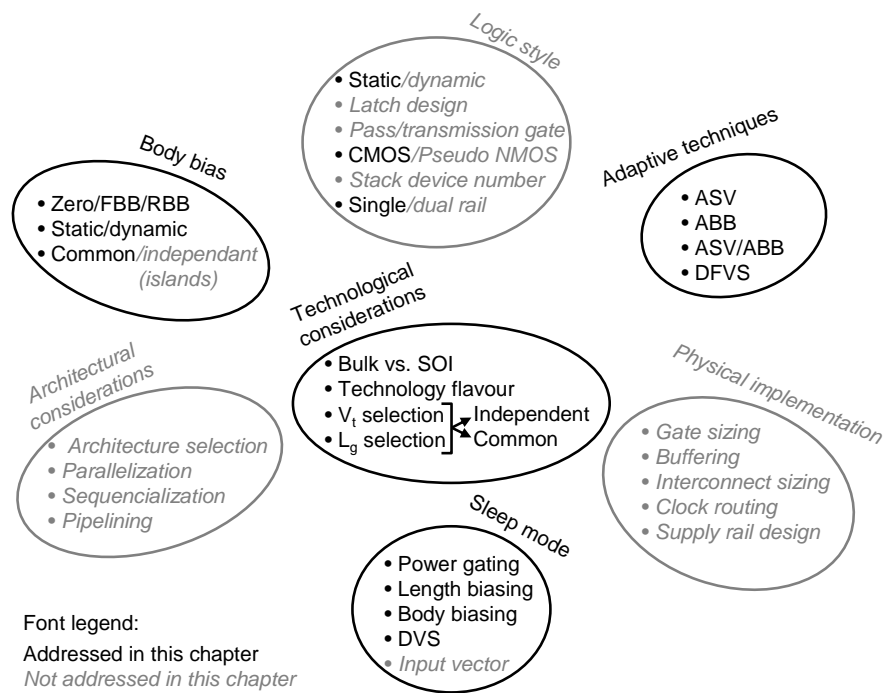 Logic style
• Static/dynamic
• Latch design
• Pass/transmission gate
• CMOS/Pseudo NMOS
• Stack device number
• Single/dual rail
Body bias
• Zero/FBB/RBB
• Static/dynamic
• Common/independant
(islands)
Adaptive techniques
• ASV
• ABB
• ASV/ABB
• DFVS
Technological
considerations
• Bulk vs. SOI
• Technology flavour
• Vt selection
• Lg selection
Independent
Common
Architectural
considerations
• Architecture selection
• Parallelization
• Sequencialization
• Pipelining
Physical implementation
• Gate sizing
• Buffering
• Interconnect sizing
• Clock routing
• Supply rail design
Sleep mode
• Power gating
• Length biasing
• Body biasing
• DVS
• Input vector
Font legend:
Addressed in this chapter
Not addressed in this chapter